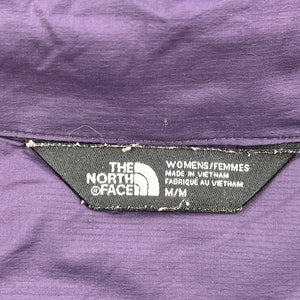 THE
NORTH
FACE
WOMENS/FEMMES
MADE IN VIETNAM
FABRIQUÉ AU VIETNAM
M/M